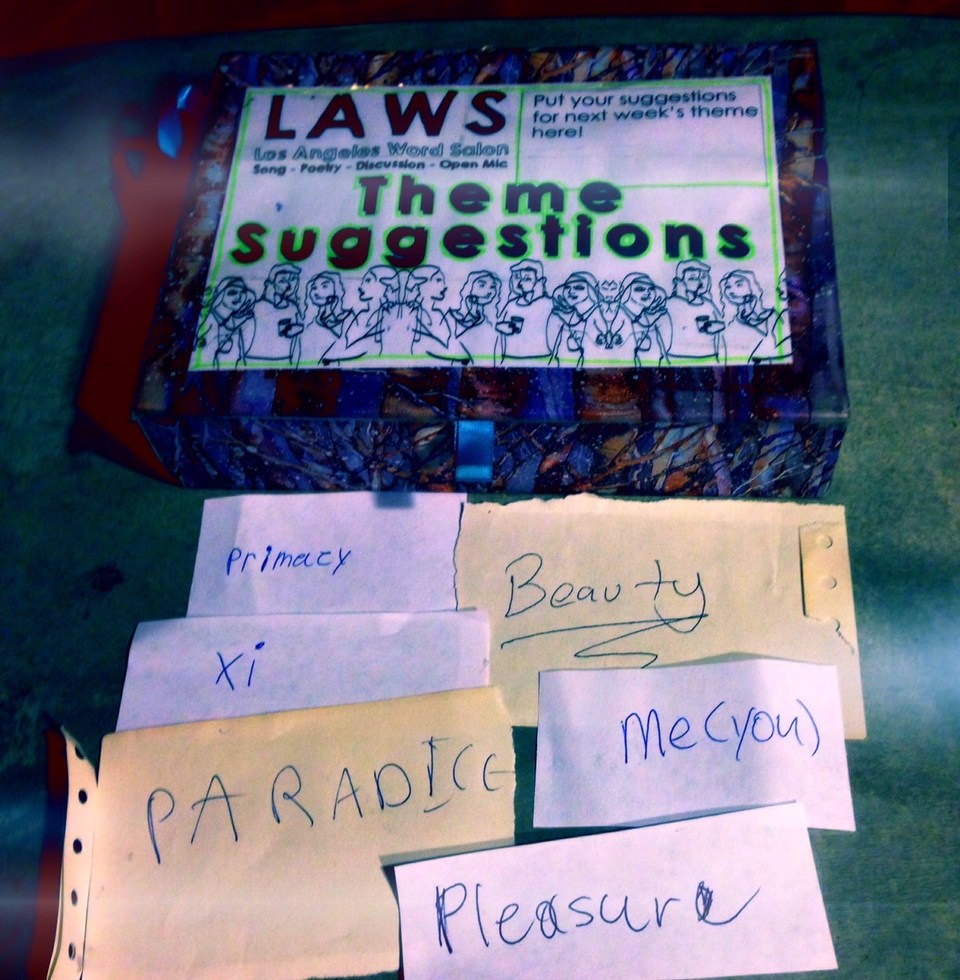 LAWS
Los Angeles Word Salon
Song - Poetry - Discussion - Open Mic
Put your suggestions
for next week's theme
here!
Theme
Suggestions
Primacy
Beauty
Xi
Me(you)
PARADICE
Pleasure